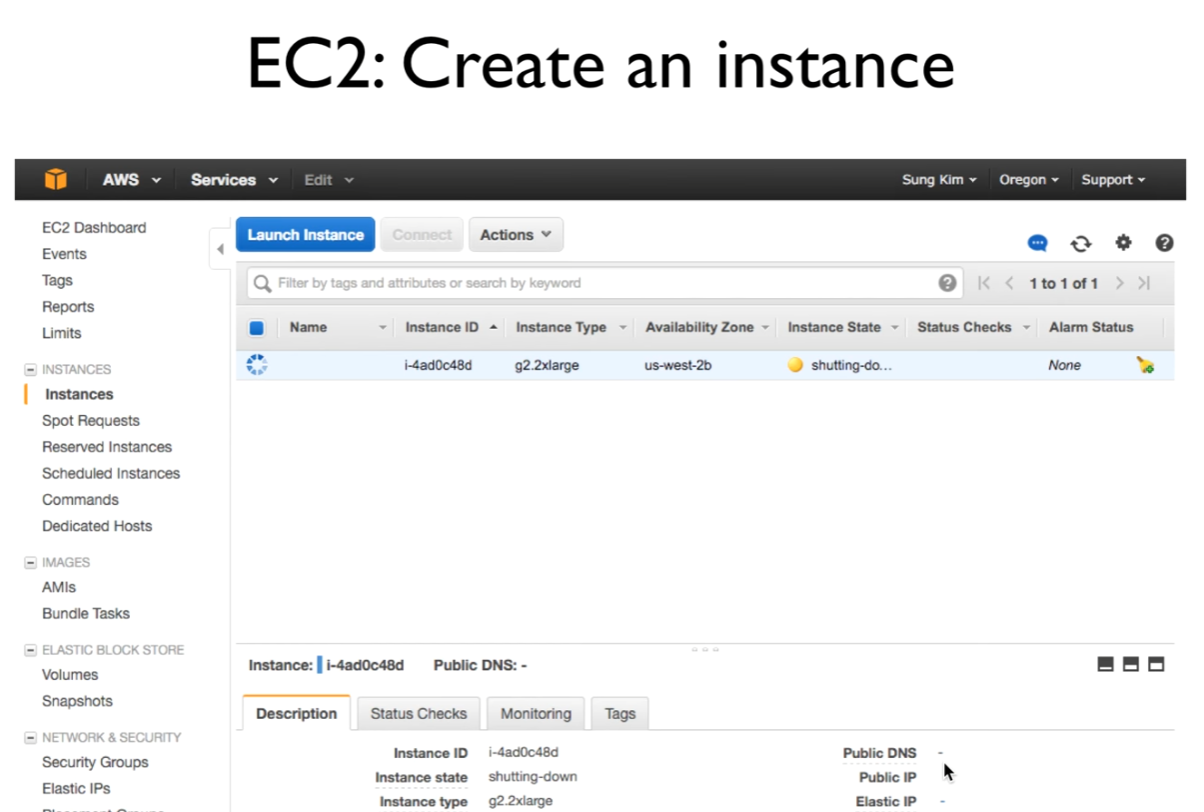 EC2: Create an instance
AWS Services Edit Sung Kim Oregon Support
EC2 Dashboard
Events
Tags
Reports
Limits
INSTANCES
Instances
Spot Requests
Reserved Instances
Scheduled Instances
Commands
Dedicated Hosts
IMAGES
AMIs
Bundle Tasks
ELASTIC BLOCK STORE
Volumes
Snapshots
NETWORK & SECURITY
Security Groups
Elastic IPs
Launch Instance Connect Actions
Filter by tags and attributes or search by keyword 1 to 1 of 1
Name Instance ID Instance Type Availability Zone Instance State Status Checks Alarm Status
i-4ad0c48d g2.2xlarge us-west-2b shutting-do... None
Instance: i-4ad0c48d Public DNS: -
Description Status Checks Monitoring Tags
Instance ID i-4ad0c48d Public DNS -
Instance state shutting-down Public IP
Instance type g2.2xlarge Elastic IP -